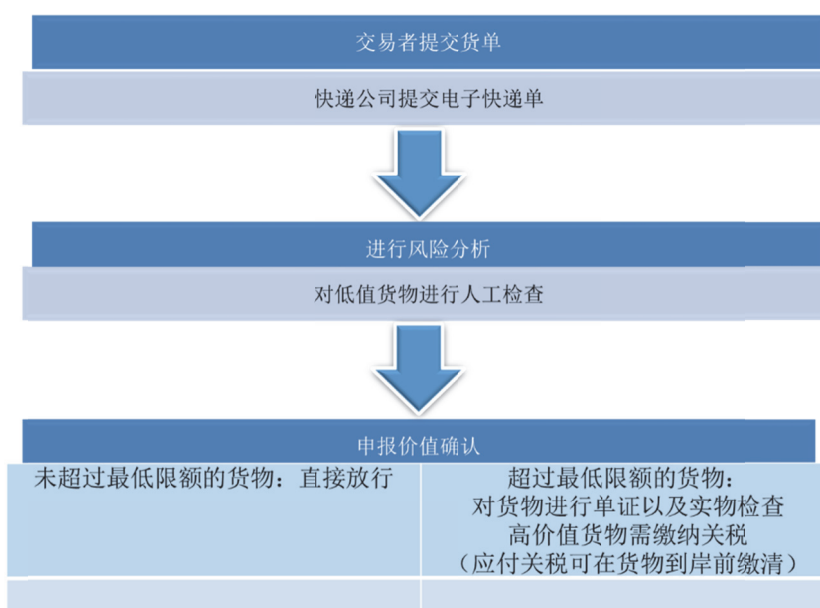 交易者提交货单
快递公司提交电子快递单
进行风险分析
对低值货物进行人工检查
申报价值确认
未超过最低限额的货物：直接放行
超过最低限额的货物：
对货物进行单证以及实物检查
高价值货物需缴纳关税
（应付关税可在货物到岸前缴清）